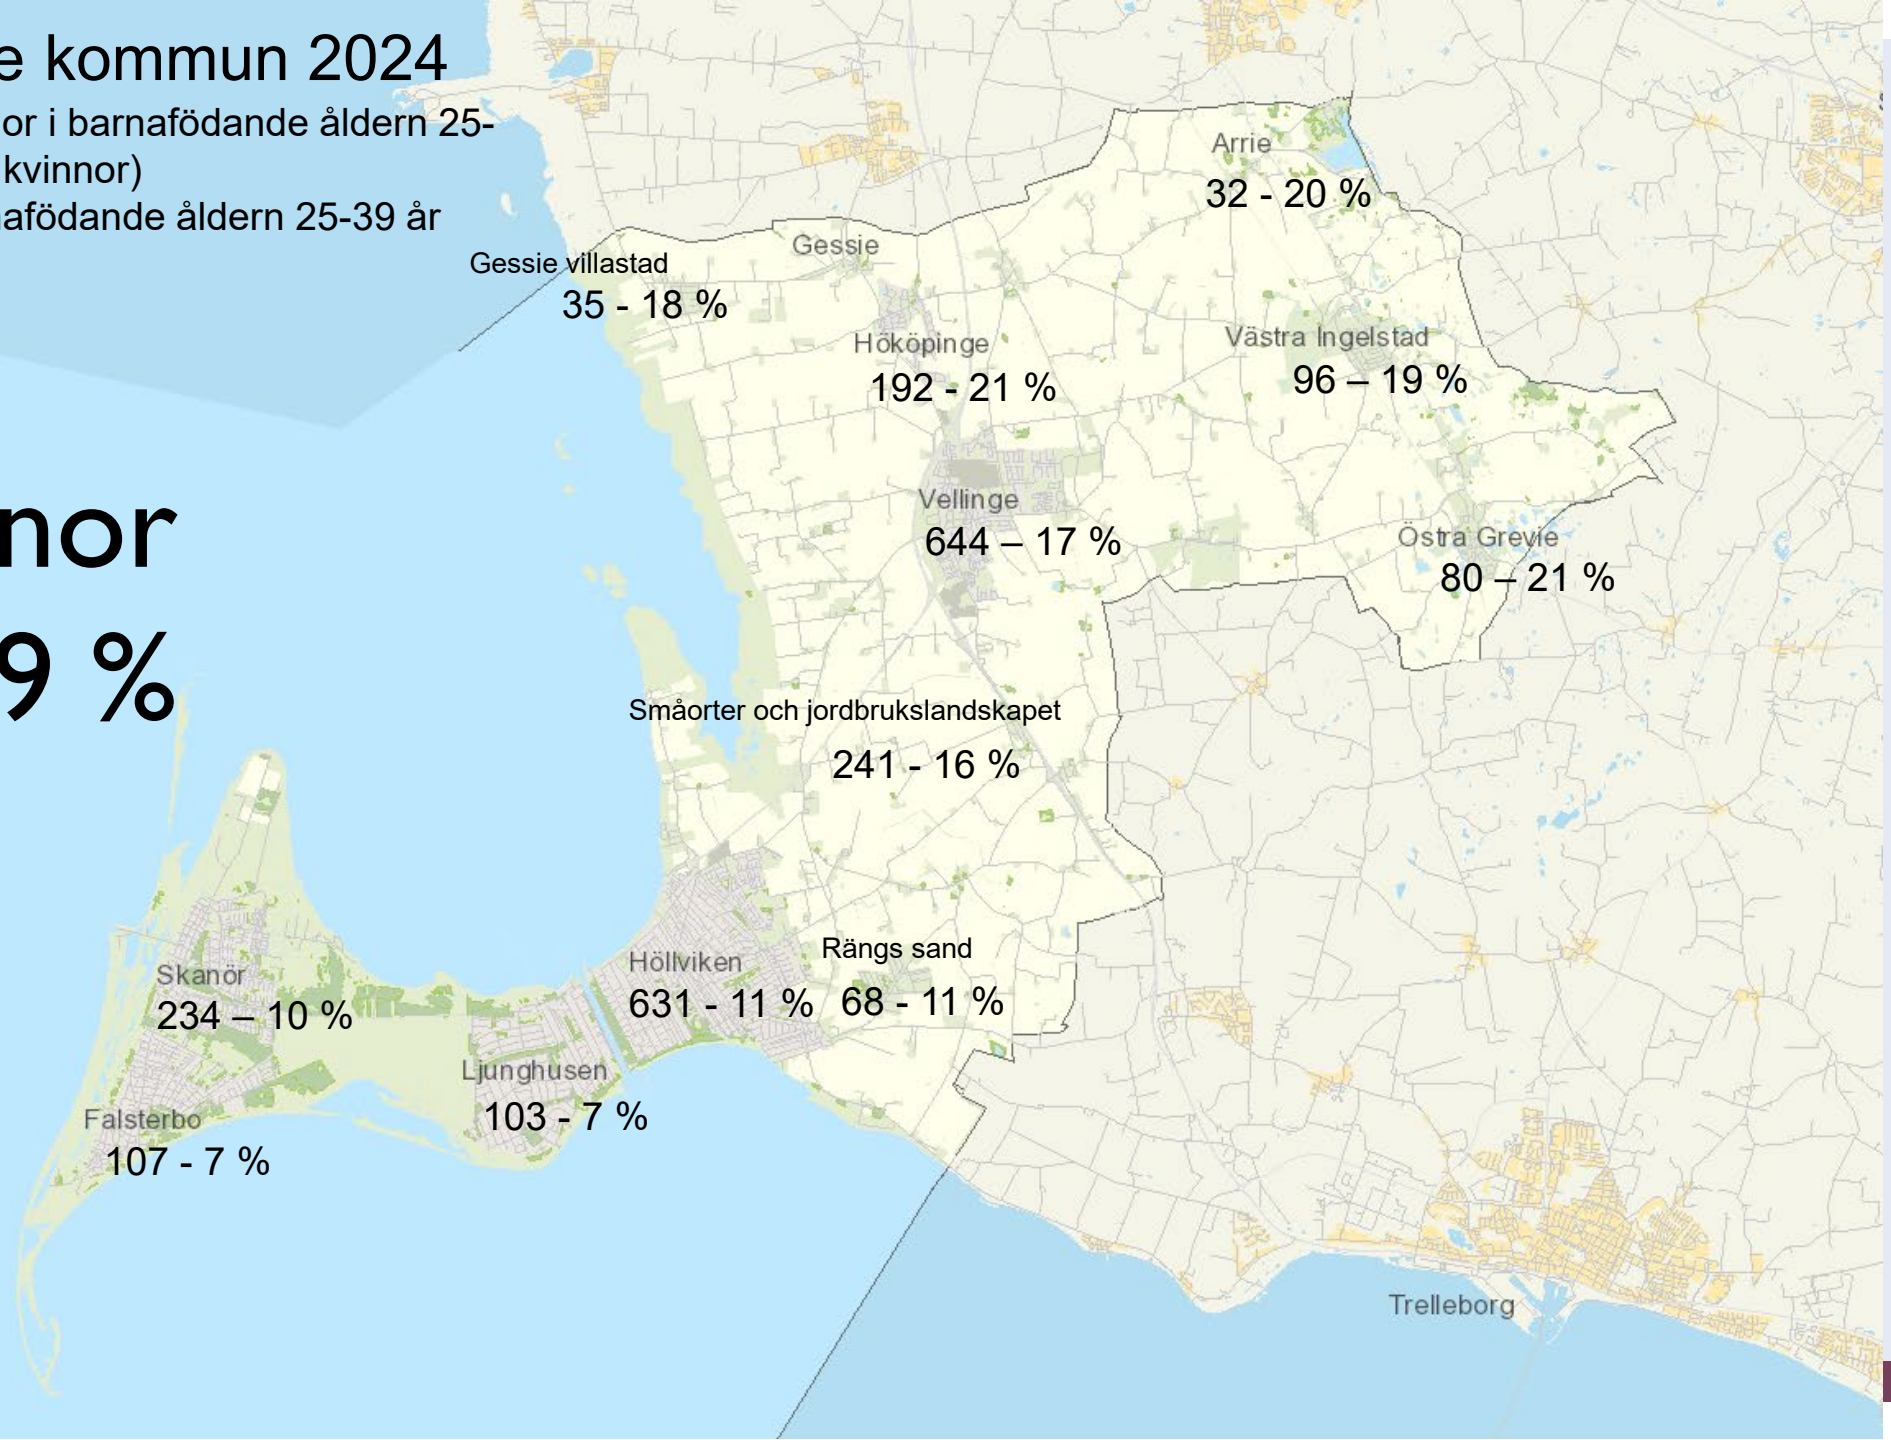 e kommun 2024
or i barnafödande åldern 25-
kvinnor)
afödande åldern 25-39 år
nor
9 %
Arrie
32 - 20 %
Gessie
Gessie villastad
35 - 18 %
Hököpinge
192 - 21 %
Västra Ingelstad
96 – 19 %
Vellinge
644 – 17 %
Östra Grevie
80 – 21 %
Småorter och jordbrukslandskapet
241 - 16 %
Rängs sand
68 - 11 %
Höllviken
631 - 11 %
Skanör
234 – 10 %
Ljunghusen
103 - 7 %
Falsterbo
107 - 7 %
Trelleborg